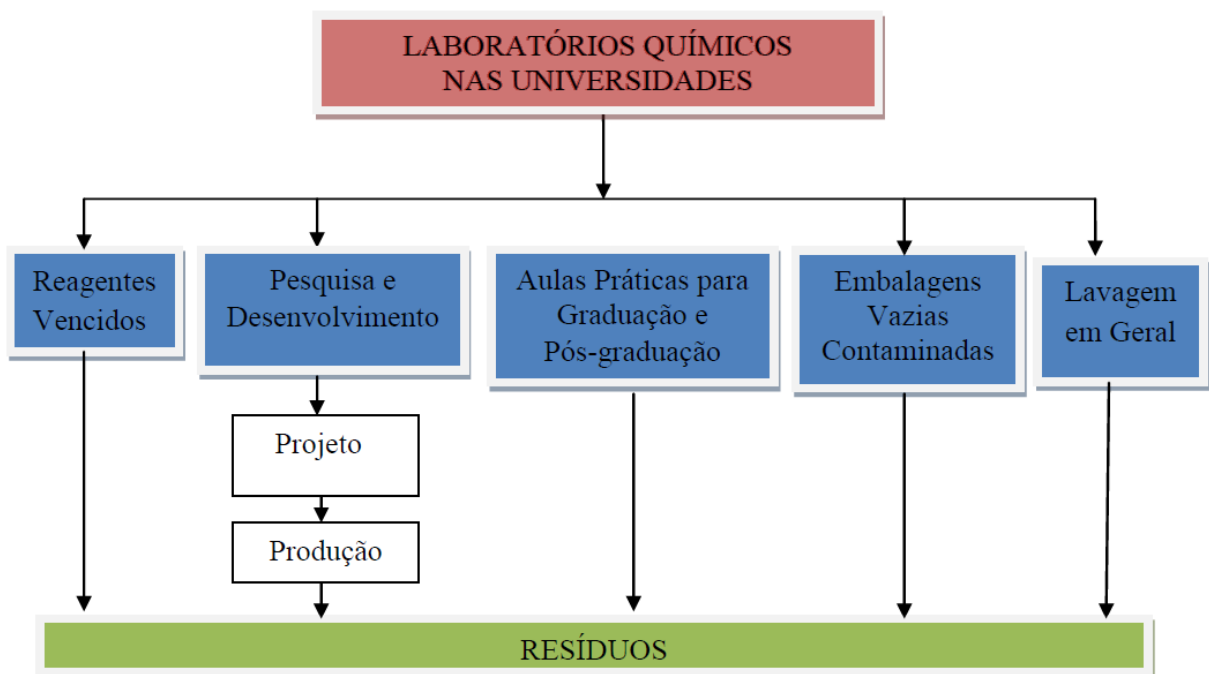 LABORATÓRIOS QUÍMICOS
NAS UNIVERSIDADES
Reagentes
Vencidos
Pesquisa e
Desenvolvimento
Aulas Práticas para
Graduação e
Pós-graduação
Embalagens
Vazias
Contaminadas
Lavagem
em Geral
Projeto
Produção
RESÍDUOS